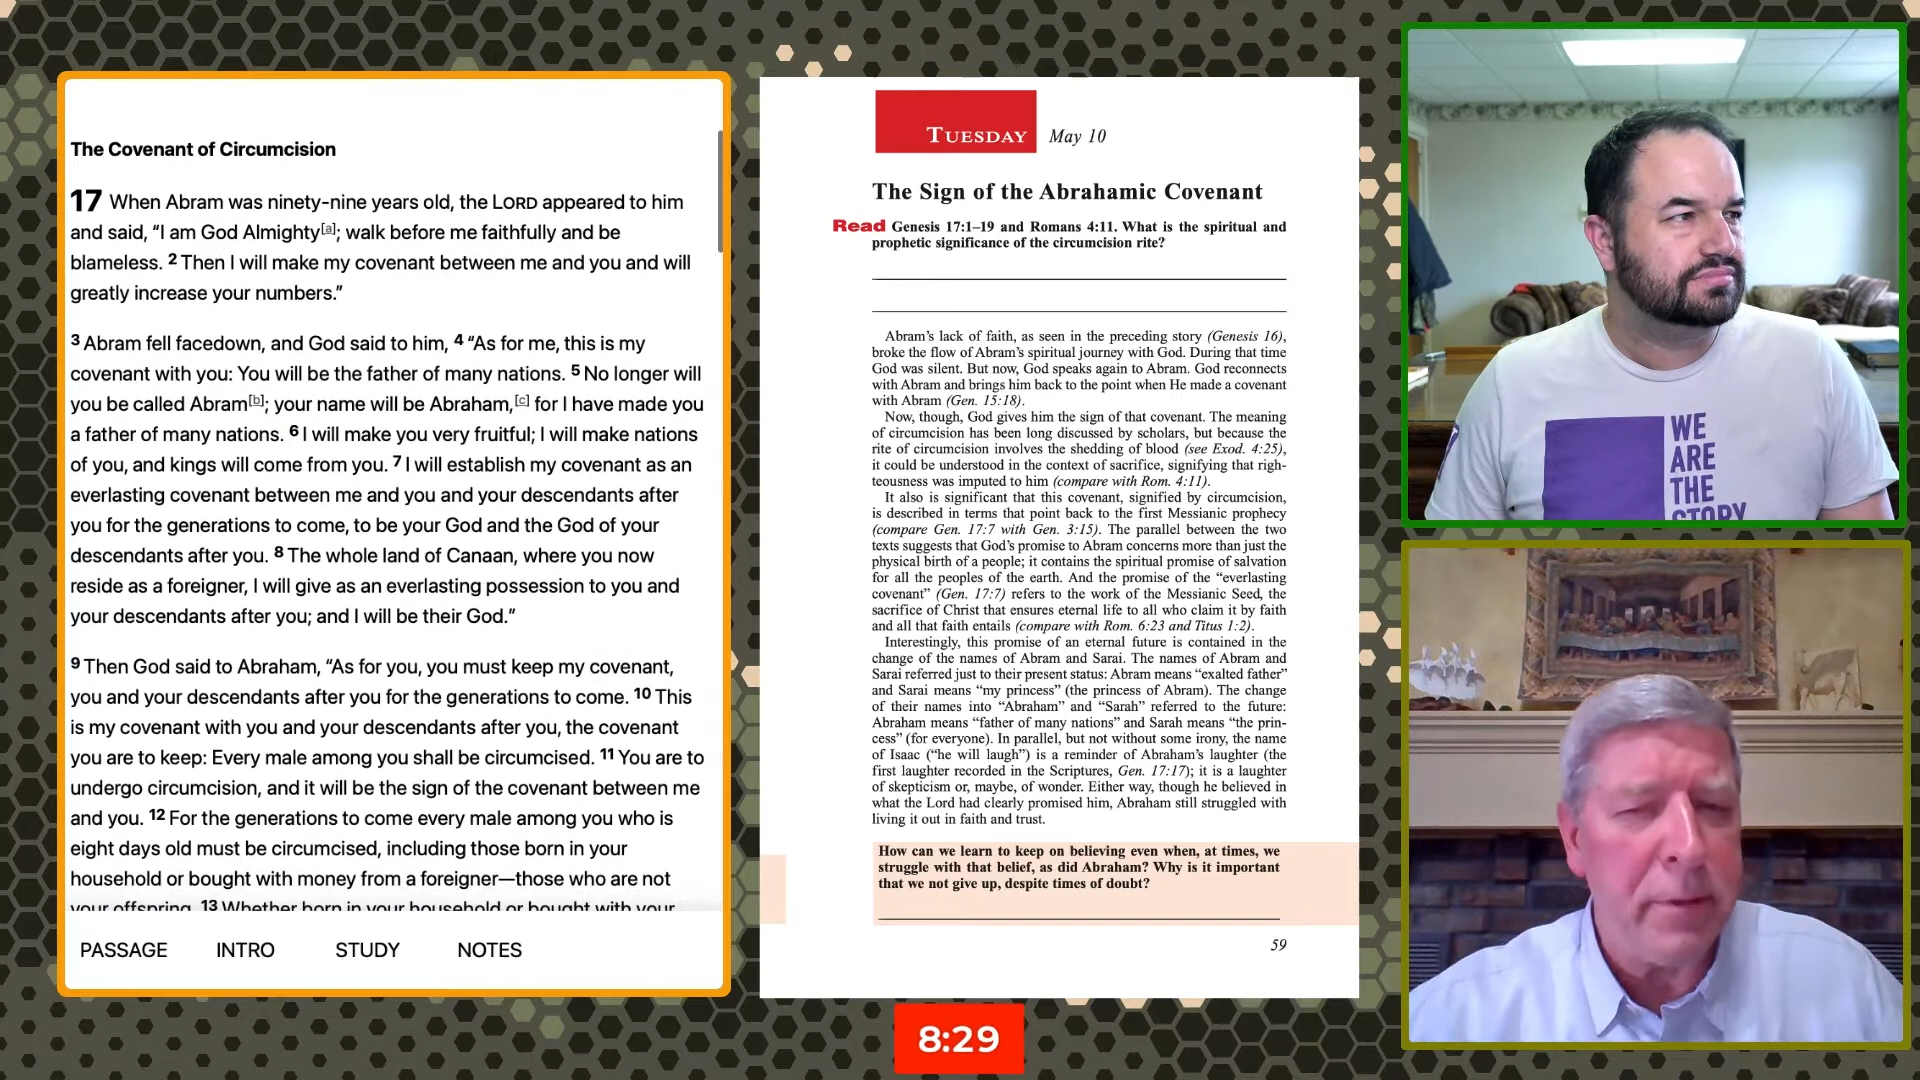 The Covenant of Circumcision
17 When Abram was ninety-nine years old, the LORD appeared to him
and said, “I am God Almighty[a]; walk before me faithfully and be
blameless. 2 Then I will make my covenant between me and you and will
greatly increase your numbers.”
3 Abram fell facedown, and God said to him, 4 “As for me, this is my
covenant with you: You will be the father of many nations. 5 No longer will
you be called Abram[b]; your name will be Abraham,[c] for I have made you
a father of many nations. 6 I will make you very fruitful; I will make nations
of you, and kings will come from you. 7 I will establish my covenant as an
everlasting covenant between me and you and your descendants after
you for the generations to come, to be your God and the God of your
descendants after you. 8 The whole land of Canaan, where you now
reside as a foreigner, I will give as an everlasting possession to you and
your descendants after you; and I will be their God.”
9 Then God said to Abraham, “As for you, you must keep my covenant,
you and your descendants after you for the generations to come. 10 This
is my covenant with you and your descendants after you, the covenant
you are to keep: Every male among you shall be circumcised. 11 You are to
undergo circumcision, and it will be the sign of the covenant between me
and you. 12 For the generations to come every male among you who is
eight days old must be circumcised, including those born in your
household or bought with money from a foreigner—those who are not
your offspring. 13 Whether born in your household or bought with your
PASSAGE INTRO STUDY NOTES
TUESDAY May 10
The Sign of the Abrahamic Covenant
Read Genesis 17:1–19 and Romans 4:11. What is the spiritual and
prophetic significance of the circumcision rite?
Abram’s lack of faith, as seen in the preceding story (Genesis 16),
broke the flow of Abram’s spiritual journey with God. During that time
God was silent. But now, God speaks again to Abram. God reconnects
with Abram and brings him back to the point when He made a covenant
with Abram (Gen. 15:18).
Now, though, God gives him the sign of that covenant. The meaning
of circumcision has been long discussed by scholars, but because the
rite of circumcision involves the shedding of blood (see Exod. 4:25),
it could be understood in the context of sacrifice, signifying that righ-
teousness was imputed to him (compare with Rom. 4:11).
It also is significant that this covenant, signified by circumcision,
is described in terms that point back to the first Messianic prophecy
(compare Gen. 17:7 with Gen. 3:15). The parallel between the two
texts suggests that God’s promise to Abram concerns more than just the
physical birth of a people; it contains the spiritual promise of salvation
for all the peoples of the earth. And the promise of the “everlasting
covenant” (Gen. 17:7) refers to the work of the Messianic Seed, the
sacrifice of Christ that ensures eternal life to all who claim it by faith
and all that faith entails (compare with Rom. 6:23 and Titus 1:2).
Interestingly, this promise of an eternal future is contained in the
change of the names of Abram and Sarai. The names of Abram and
Sarai referred just to their present status: Abram means “exalted father”
and Sarai means “my princess” (the princess of Abram). The change
of their names into “Abraham” and “Sarah” referred to the future:
Abraham means “father of many nations” and Sarah means “the prin-
cess” (for everyone). In parallel, but not without some irony, the name
of Isaac (“he will laugh”) is a reminder of Abraham’s laughter (the
first laughter recorded in the Scriptures, Gen. 17:17); it is a laughter
of skepticism or, maybe, of wonder. Either way, though he believed in
what the Lord had clearly promised him, Abraham still struggled with
living it out in faith and trust.
How can we learn to keep on believing even when, at times, we
struggle with that belief, as did Abraham? Why is it important
that we not give up, despite times of doubt?
59
8:29
WE
ARE
THE
STORY